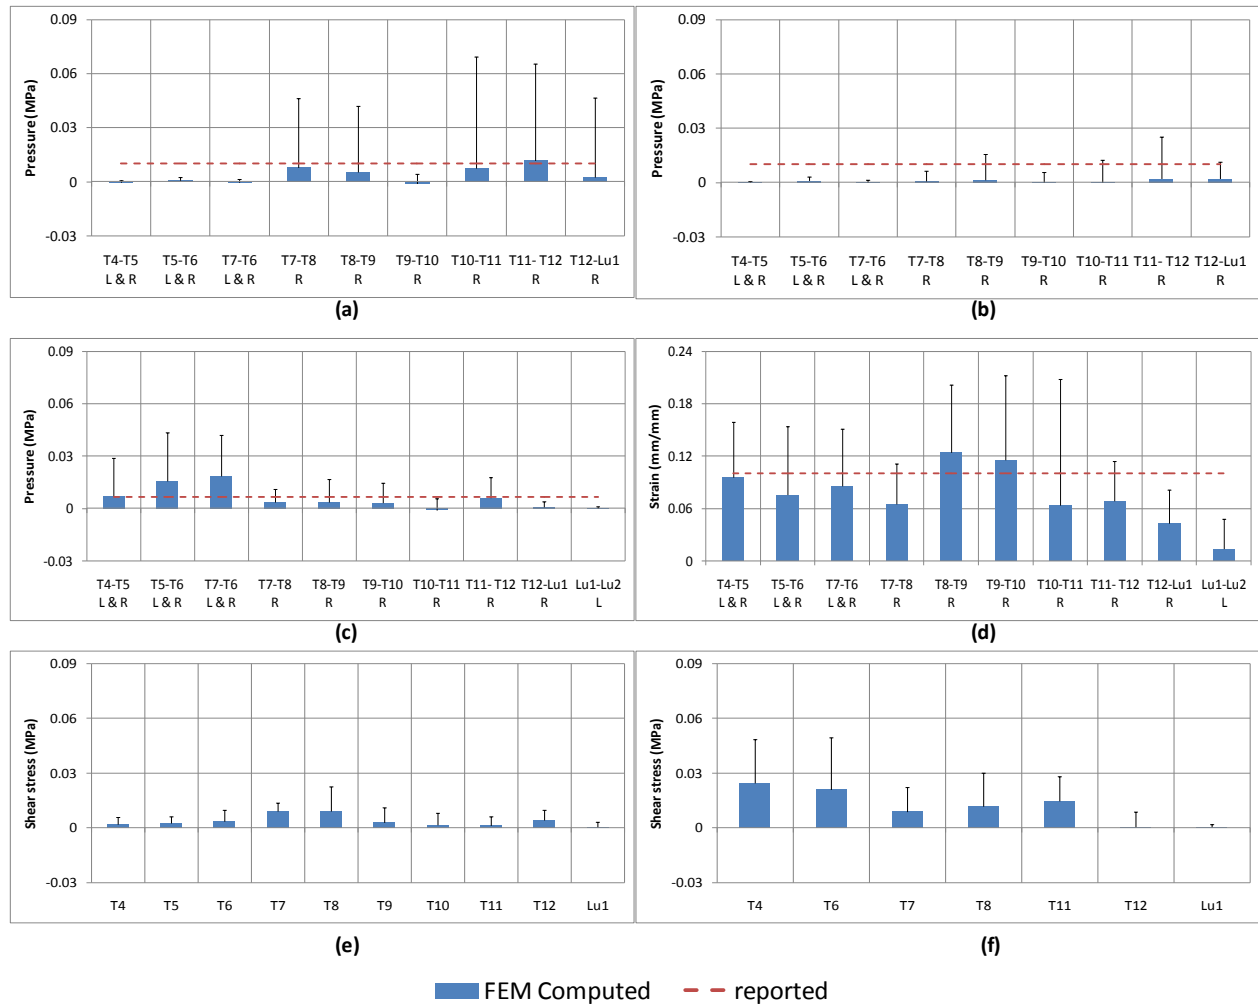 0.09
0.06
0.03
0
-0.03
Pressure (MPa)
T4-T5 T5-T6 T7-T6 T7-T8 T8-T9 T9-T10 T10-T11 T11- T12 T12-Lu1
L & R L & R L & R R R R R R R
(a)
0.09
0.06
0.03
0
-0.03
Pressure (MPa)
T4-T5 T5-T6 T7-T6 T7-T8 T8-T9 T9-T10 T10-T11 T11- T12 T12-Lu1
L & R L & R L & R R R R R R R
(b)
0.09
0.06
0.03
0
-0.03
Pressure (MPa)
T4-T5 T5-T6 T7-T6 T7-T8 T8-T9 T9-T10 T10-T11 T11- T12 T12-Lu1 Lu1-Lu2
L & R L & R L & R R R R R R R L
(c)
0.24
0.18
0.12
0.06
0
Strain (mm/mm)
T4-T5 T5-T6 T7-T6 T7-T8 T8-T9 T9-T10 T10-T11 T11- T12 T12-Lu1 Lu1-Lu2
L & R L & R L & R R R R R R R L
(d)
0.09
0.06
0.03
0
-0.03
Shear stress (MPa)
T4 T5 T6 T7 T8 T9 T10 T11 T12 Lu1
(e)
0.09
0.06
0.03
0
-0.03
Shear stress (MPa)
T4 T6 T7 T8 T11 T12 Lu1
(f)
FEM Computed reported